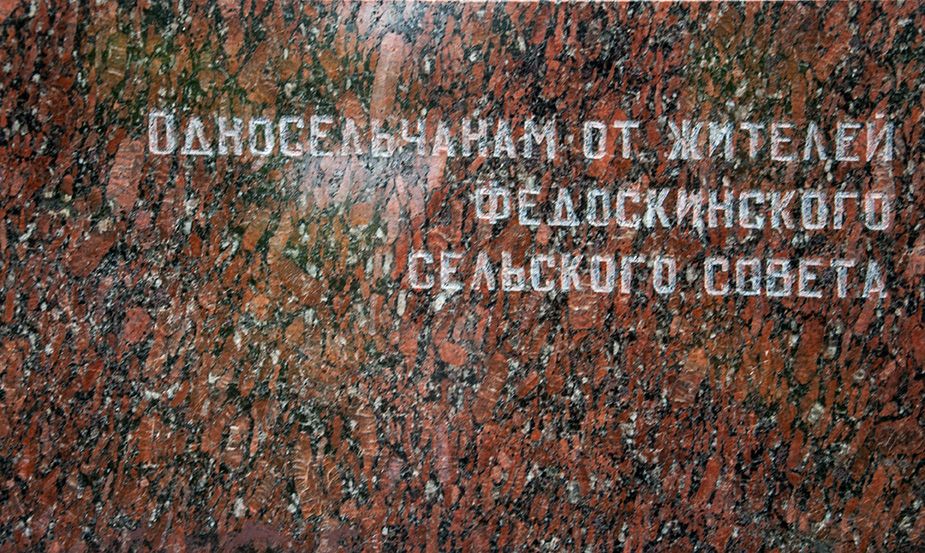 Односельчанам от жителей
Федоскинского
сельского совета